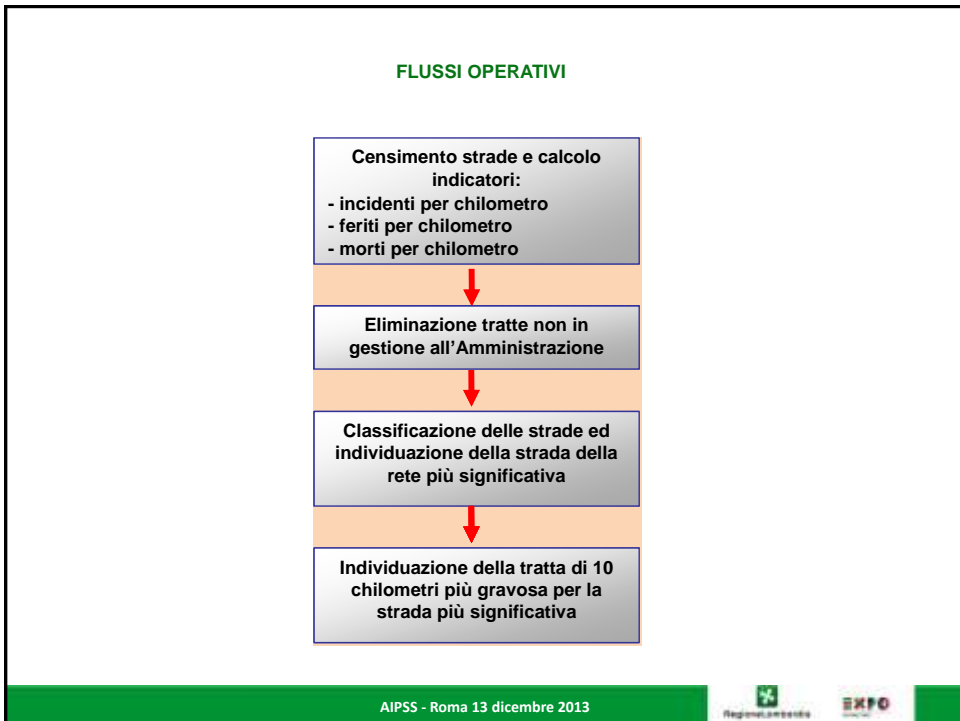 FLUSSI OPERATIVI
Censimento strade e calcolo
indicatori:
- incidenti per chilometro
- feriti per chilometro
- morti per chilometro
Eliminazione tratte non in
gestione all’Amministrazione
Classificazione delle strade ed
individuazione della strada della
rete più significativa
Individuazione della tratta di 10
chilometri più gravosa per la
strada più significativa
AIPSS - Roma 13 dicembre 2013
RegioneLombardia
EXPO